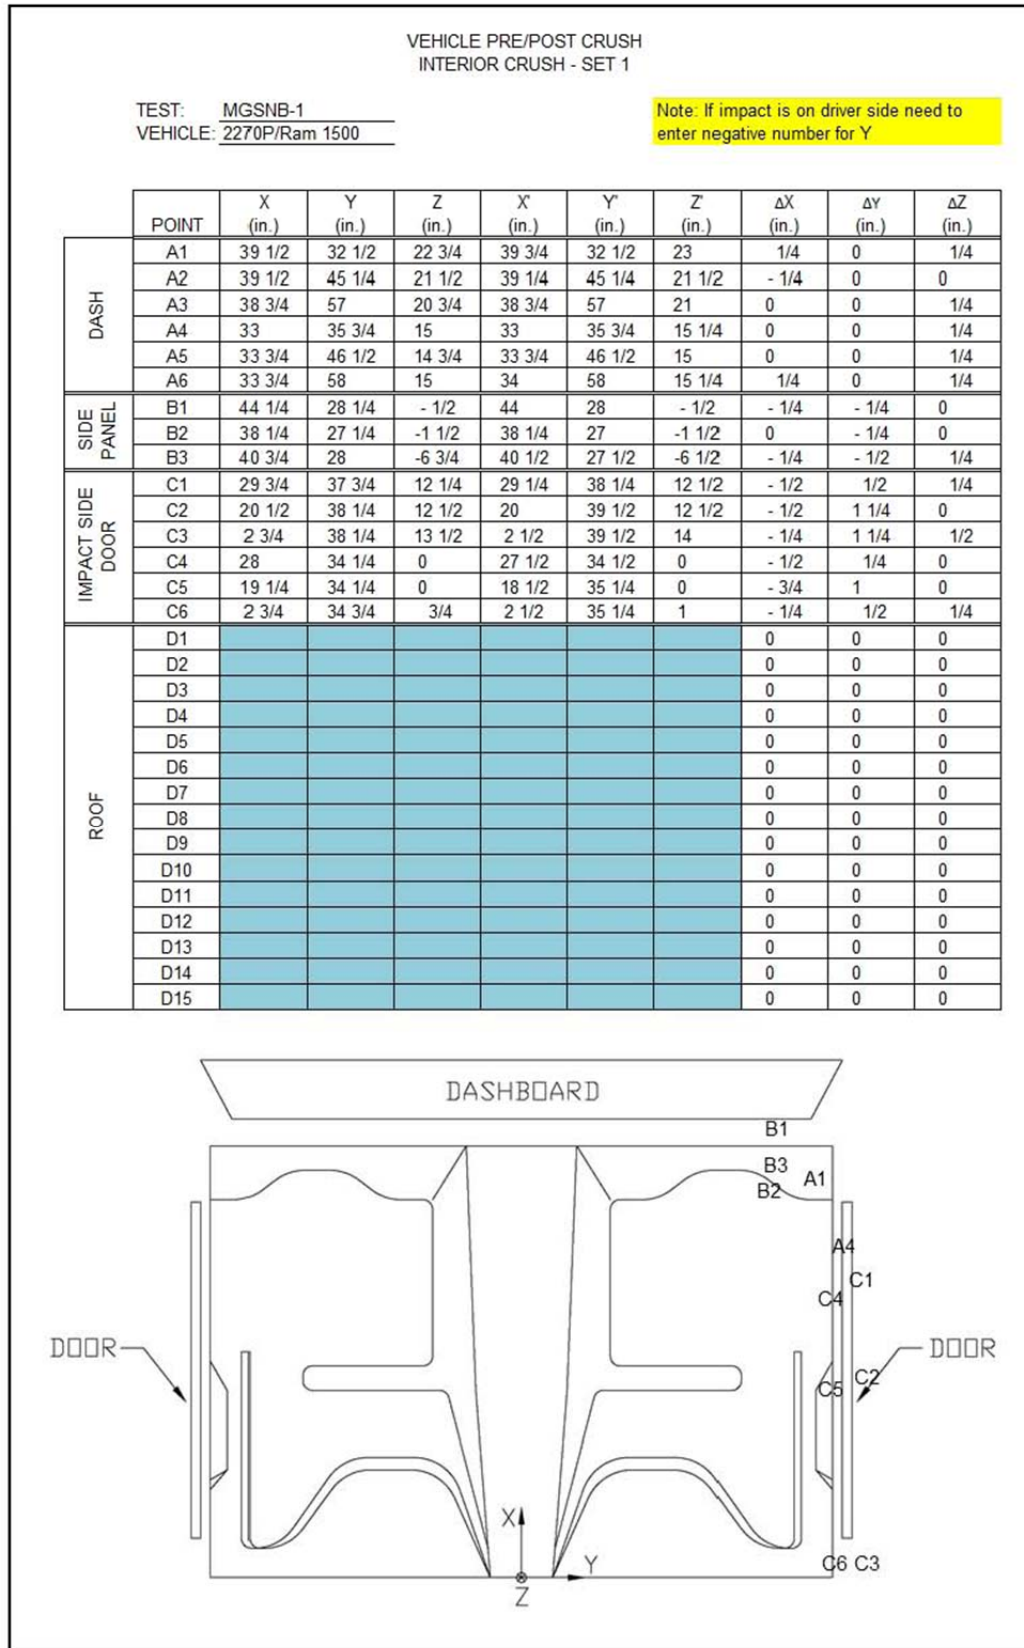 VEHICLE PRE/POST CRUSH
INTERIOR CRUSH - SET 1
TEST: MGSNB-1
VEHICLE: 2270P/Ram 1500
Note: If impact is on driver side need to
enter negative number for Y
POINT X (in.) Y (in.) Z (in.) X' (in.) Y' (in.) Z' (in.) ΔX (in.) ΔY (in.) ΔZ (in.)
DASH
A1 39 1/2 32 1/2 22 3/4 39 3/4 32 1/2 23 1/4 0 1/4
A2 39 1/2 45 1/4 21 1/2 39 1/4 45 1/4 21 1/2 - 1/4 0 0
A3 38 3/4 57 20 3/4 38 3/4 57 21 0 0 1/4
A4 33 35 3/4 15 33 35 3/4 15 1/4 0 0 1/4
A5 33 3/4 46 1/2 14 3/4 33 3/4 46 1/2 15 0 0 1/4
A6 33 3/4 58 15 34 58 15 1/4 1/4 0 1/4
SIDE PANEL
B1 44 1/4 28 1/4 - 1/2 44 28 - 1/2 - 1/4 - 1/4 0
B2 38 1/4 27 1/4 -1 1/2 38 1/4 27 -1 1/2 0 - 1/4 0
B3 40 3/4 28 -6 3/4 40 1/2 27 1/2 -6 1/2 - 1/4 - 1/2 1/4
IMPACT SIDE DOOR
C1 29 3/4 37 3/4 12 1/4 29 1/4 38 1/4 12 1/2 - 1/2 1/2 1/4
C2 20 1/2 38 1/4 12 1/2 20 39 1/2 12 1/2 - 1/2 1 1/4 0
C3 2 3/4 38 1/4 13 1/2 2 1/2 39 1/2 14 - 1/4 1 1/4 1/2
C4 28 34 1/4 0 27 1/2 34 1/2 0 - 1/2 1/4 0
C5 19 1/4 34 1/4 0 18 1/2 35 1/4 0 - 3/4 1 0
C6 2 3/4 34 3/4 3/4 2 1/2 35 1/4 1 - 1/4 1/2 1/4
ROOF
D1 0 0 0
D2 0 0 0
D3 0 0 0
D4 0 0 0
D5 0 0 0
D6 0 0 0
D7 0 0 0
D8 0 0 0
D9 0 0 0
D10 0 0 0
D11 0 0 0
D12 0 0 0
D13 0 0 0
D14 0 0 0
D15 0 0 0
DASHBOARD
B1
B3
A1
B2
A4
C1
C4
DOOR
DOOR
C2
C5
X
Y
C6 C3
Z